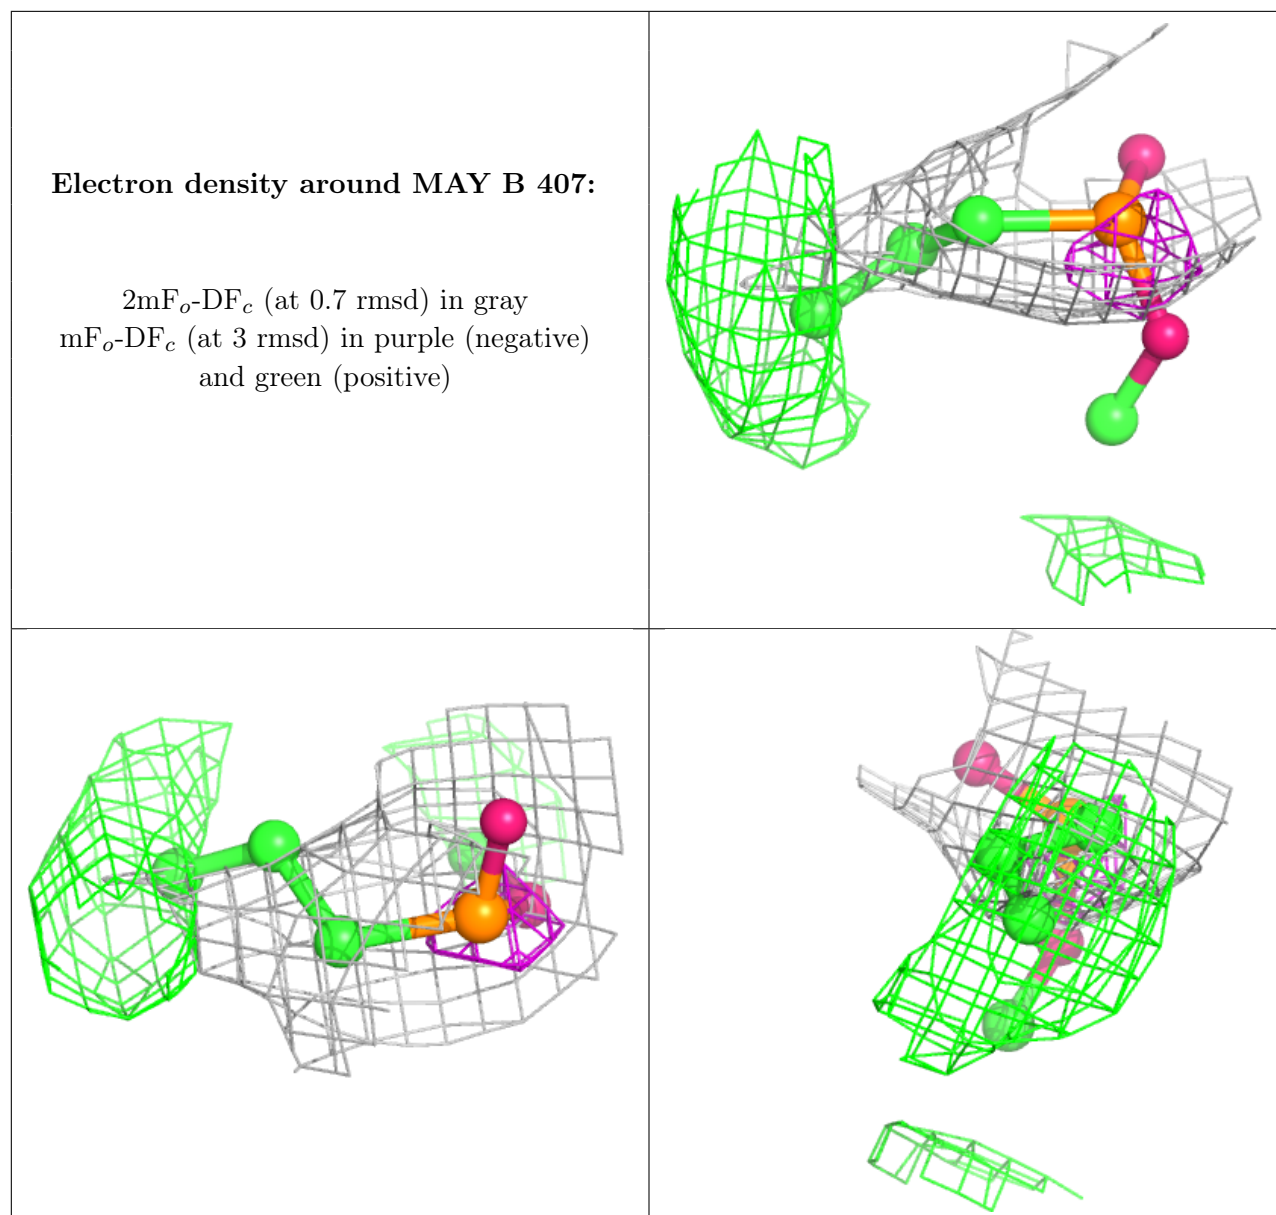 Electron density around MAY B 407:
2mFo-DFc (at 0.7 rmsd) in gray
mFo-DFc (at 3 rmsd) in purple (negative)
and green (positive)